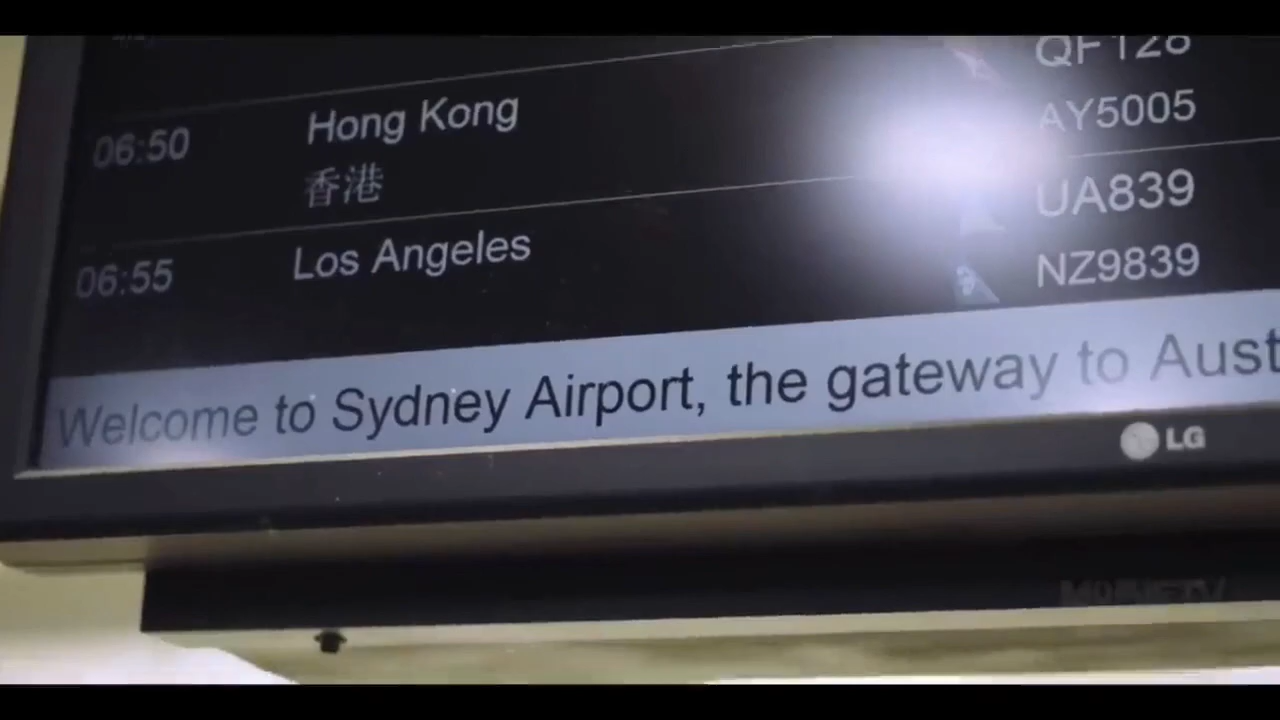 QF128
06:50 Hong Kong AY5005
香港
UA839
06:55 Los Angeles NZ9839
Welcome to Sydney Airport, the gateway to Aust
LG